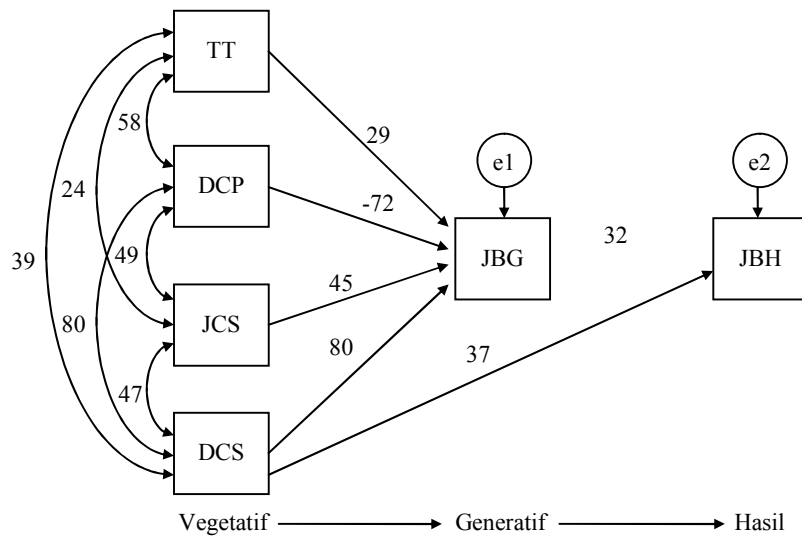 TT
58
29
e1
e2
DCP
24
-72
JBG
32
JBH
49
39
45
JCS
80
80
37
47
DCS
Vegetatif
Generatif
Hasil